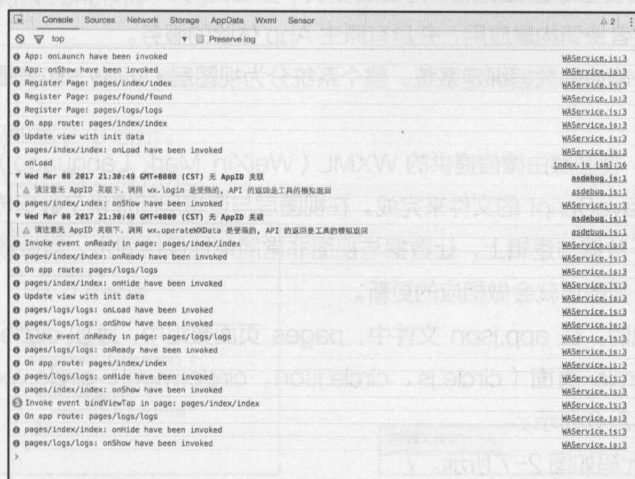 Console Sources Network Storage AppData Wxml Sensor 2
top Preserve log
App: onLaunch have been invoked WAService.js:3
App: onShow have been invoked WAService.js:3
Register Page: pages/index/index WAService.js:3
Register Page: pages/found/found WAService.js:3
Register Page: pages/logs/logs WAService.js:3
On app route: pages/index/index WAService.js:3
Update view with init data WAService.js:3
pages/index/index: onLoad have been invoked WAService.js:3
onLoad index.js [sm]:16
Wed Mar 08 2017 21:30:49 GMT+0800 (CST) 无 AppID 关联 asdebug.js:1
请注意无 AppID 关联下, 调用 wx.login 是受限的, API 的返回是工具的模拟返回 asdebug.js:1
pages/index/index: onShow have been invoked WAService.js:3
Wed Mar 08 2017 21:30:49 GMT+0800 (CST) 无 AppID 关联 asdebug.js:1
请注意无 AppID 关联下, 调用 wx.operateWXData 是受限的, API 的返回是工具的模拟返回 asdebug.js:1
Invoke event onReady in page: pages/index/index WAService.js:3
pages/index/index: onReady have been invoked WAService.js:3
On app route: pages/logs/logs WAService.js:3
pages/index/index: onHide have been invoked WAService.js:3
Update view with init data WAService.js:3
pages/logs/logs: onLoad have been invoked WAService.js:3
pages/logs/logs: onShow have been invoked WAService.js:3
Invoke event onReady in page: pages/logs/logs WAService.js:3
pages/logs/logs: onReady have been invoked WAService.js:3
On app route: pages/index/index WAService.js:3
pages/logs/logs: onHide have been invoked WAService.js:3
pages/index/index: onShow have been invoked WAService.js:3
Invoke event bindViewTap in page: pages/index/index WAService.js:3
On app route: pages/logs/logs WAService.js:3
pages/index/index: onHide have been invoked WAService.js:3
pages/logs/logs: onShow have been invoked WAService.js:3